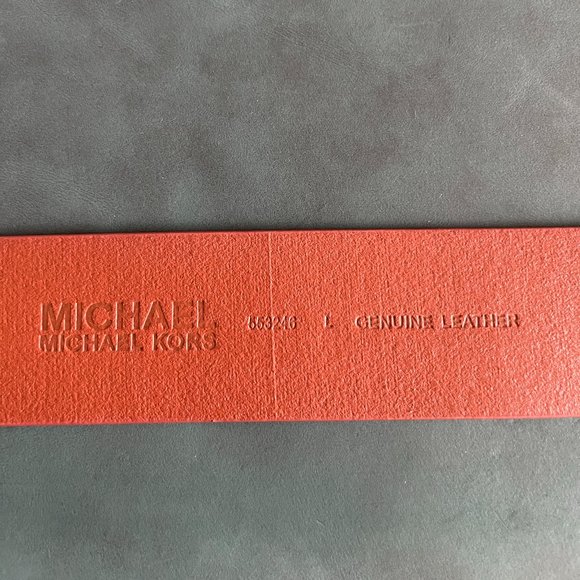 MICHAEL
MICHAEL KORS
553246 L GENUINE LEATHER